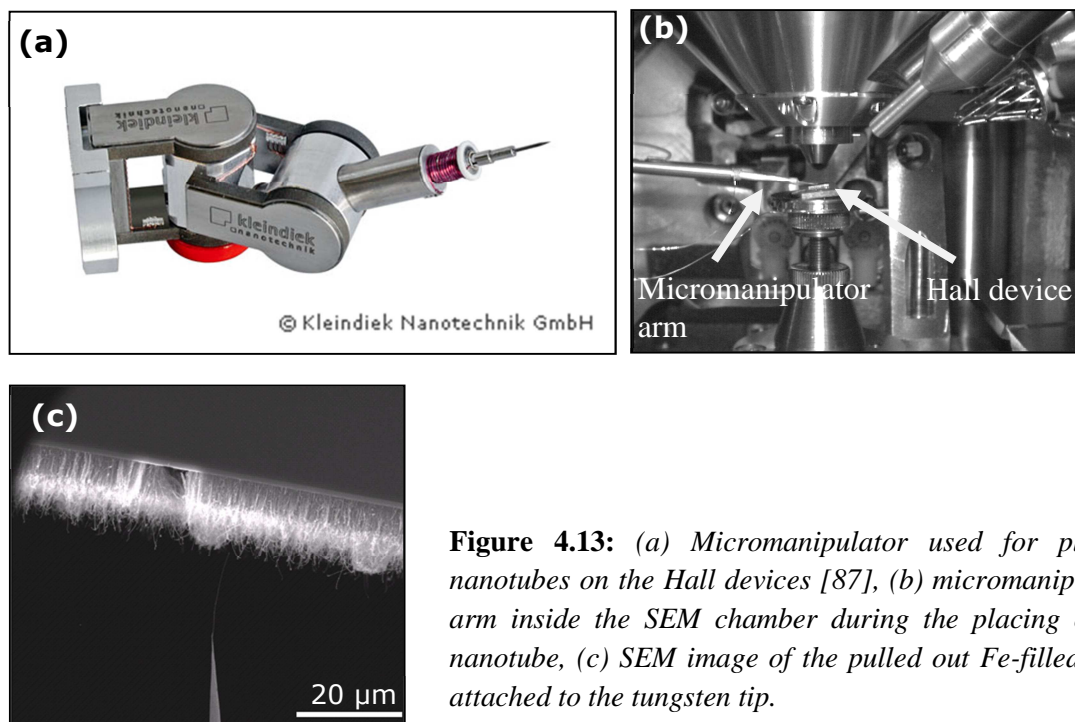 (a)
kleindiek
nanotechnik
kleindiek
nanotechnik
© Kleindiek Nanotechnik GmbH
(b)
Micromanipulator
arm
Hall device
(c)
20 µm
Figure 4.13: (a) Micromanipulator used for
nanotubes on the Hall devices [87], (b)
arm inside the SEM chamber during the placing
nanotube, (c) SEM image of the pulled out Fe-filled
attached to the tungsten tip.